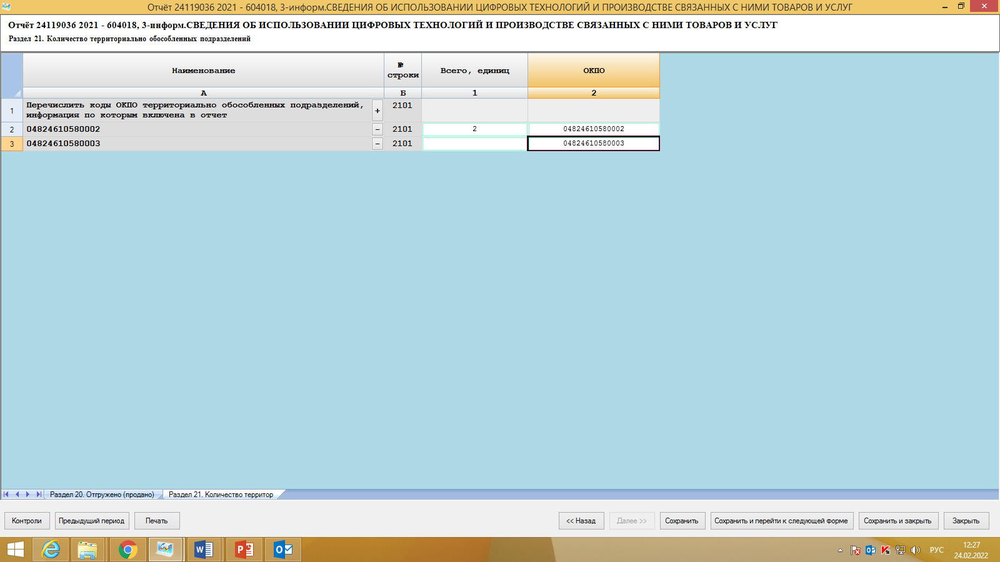 Отчёт 24119036 2021 - 604018, 3-информ.СВЕДЕНИЯ ОБ ИСПОЛЬЗОВАНИИ ЦИФРОВЫХ ТЕХНОЛОГИЙ И ПРОИЗВОДСТВЕ СВЯЗАННЫХ С НИМИ ТОВАРОВ И УСЛУГ
Отчёт 24119036 2021 - 604018, 3-информ.СВЕДЕНИЯ ОБ ИСПОЛЬЗОВАНИИ ЦИФРОВЫХ ТЕХНОЛОГИЙ И ПРОИЗВОДСТВЕ СВЯЗАННЫХ С НИМИ ТОВАРОВ И УСЛУГ
Раздел 21. Количество территориально обособленных подразделений
Наименование № строки Всего, единиц ОКПО
А Б 1 2
1 Перечислить коды ОКПО территориально обособленных подразделений, + 2101
информация по которым включена в отчет
2 04824610580002 – 2101 2 04824610580002
3 04824610580003 – 2101 04824610580003
Раздел 20. Отгружено (продано) Раздел 21. Количество территор
Контроли Предыдущий период Печать << Назад Далее >> Сохранить Сохранить и перейти к следующей форме Сохранить и закрыть Закрыть
РУС 12:27
24.02.2022